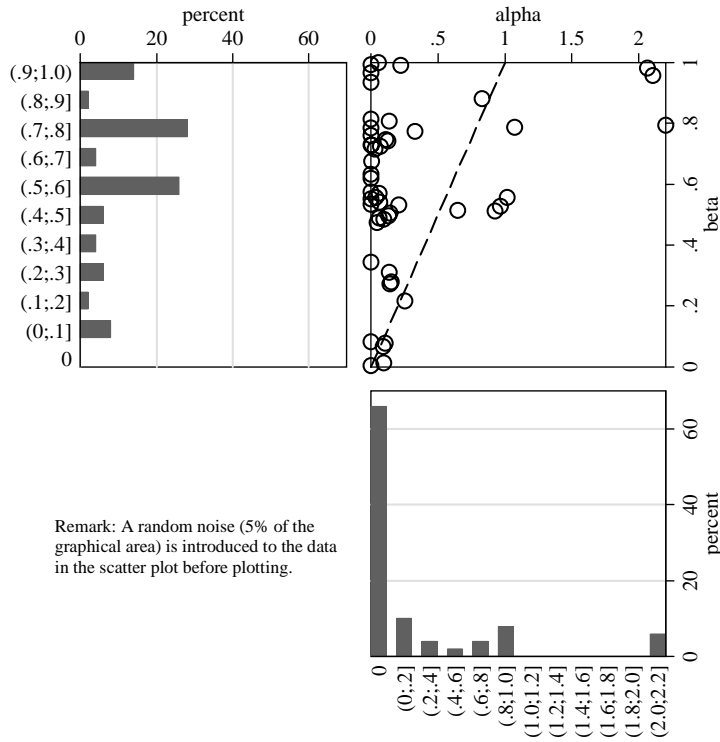 percent
0 20 40 60
(.9;1.0)
(.8;.9]
(.7;.8]
(.6;.7]
(.5;.6]
(.4;.5]
(.3;.4]
(.2;.3]
(.1;.2]
(0;.1]
0
alpha
0 .5 1 1.5 2
0 .2 .4 .6 .8 1
beta
Remark: A random noise (5% of the
graphical area) is introduced to the data
in the scatter plot before plotting.
0 20 40 60
percent
0
(0;.2]
(.2;.4]
(.4;.6]
(.6;.8]
(.8;1.0]
(1.0;1.2]
(1.2;1.4]
(1.4;1.6]
(1.6;1.8]
(1.8;2.0]
(2.0;2.2]